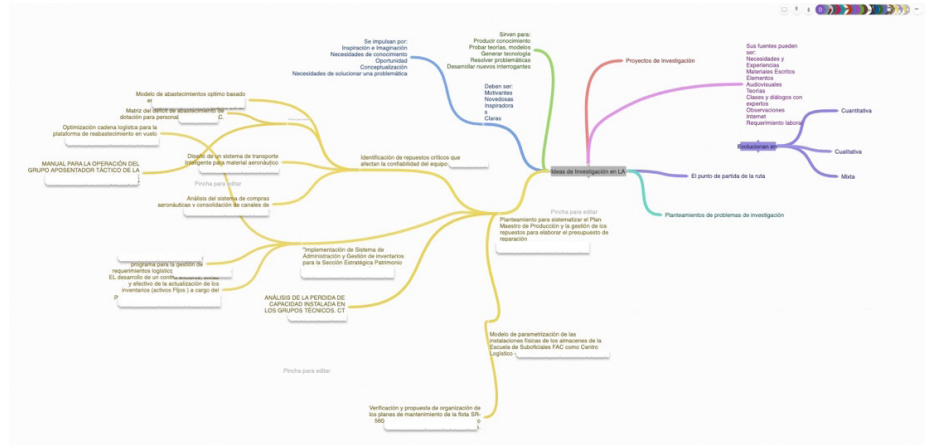 Se impulsan por:
Inspiración e Imaginación
Necesidades de conocimiento
Oportunidad
Conceptualización
Necesidades de solucionar una problemática
Sirven para:
Producir conocimiento
Probar teorías, modelos
Generar tecnología
Resolver problemáticas
Desarrollar nuevos interrogantes
Deben ser:
Motivantes
Novedosas
Inspiradora
s
Claras
Proyectos de Investigación
Sus fuentes pueden
ser:
Necesidades y
Experiencias
Materiales Escritos
Elementos
Audiovisuales
Teorías
Clases y diálogos con
expertos
Observaciones
Internet
Requerimiento laboral
Evolucionan en
Cuantitativa
Cualitativa
Mixta
Ideas de Investigación en LA
El punto de partida de la ruta
Planteamientos de problemas de investigación
Modelo de abastecimientos optimo basado
Matriz del déficit de abastecimiento de
dotación para personal
Optimización cadena logística para la
plataforma de reabastecimiento en vuelo
MANUAL PARA LA OPERACIÓN DEL
GRUPO APOSENTADOR TÁCTICO DE LA
Diseño de un sistema de transporte
Inteligente para material aeronáutico
Pincha para editar
Análisis del sistema de compras
aeronáuticas y consolidación de canales de
Identificación de repuestos críticos que
afectan la confiabilidad del equipo
Pincha para editar
Planteamiento para sistematizar el Plan
Maestro de Producción y la gestión de los
repuestos para elaborar el presupuesto de
reparación
"Implementación de Sistema de
Administración y Gestión de inventarios
para la Sección Estratégica Patrimonio
programa para la gestión de
requerimientos
EL desarrollo de un
y efectivo de la actualización de los
inventarios (activos Fijos ) a cargo del
ANÁLISIS DE LA PERDIDA DE
CAPACIDAD INSTALADA EN
LOS GRUPOS TÉCNICOS. CT
Modelo de parametrización de las
instalaciones físicas de los almacenes de la
Escuela de Suboficiales FAC como Centro
Logístico
Pincha para editar
Verificación y propuesta de organización de
los planes de mantenimiento de la flota SR-
560